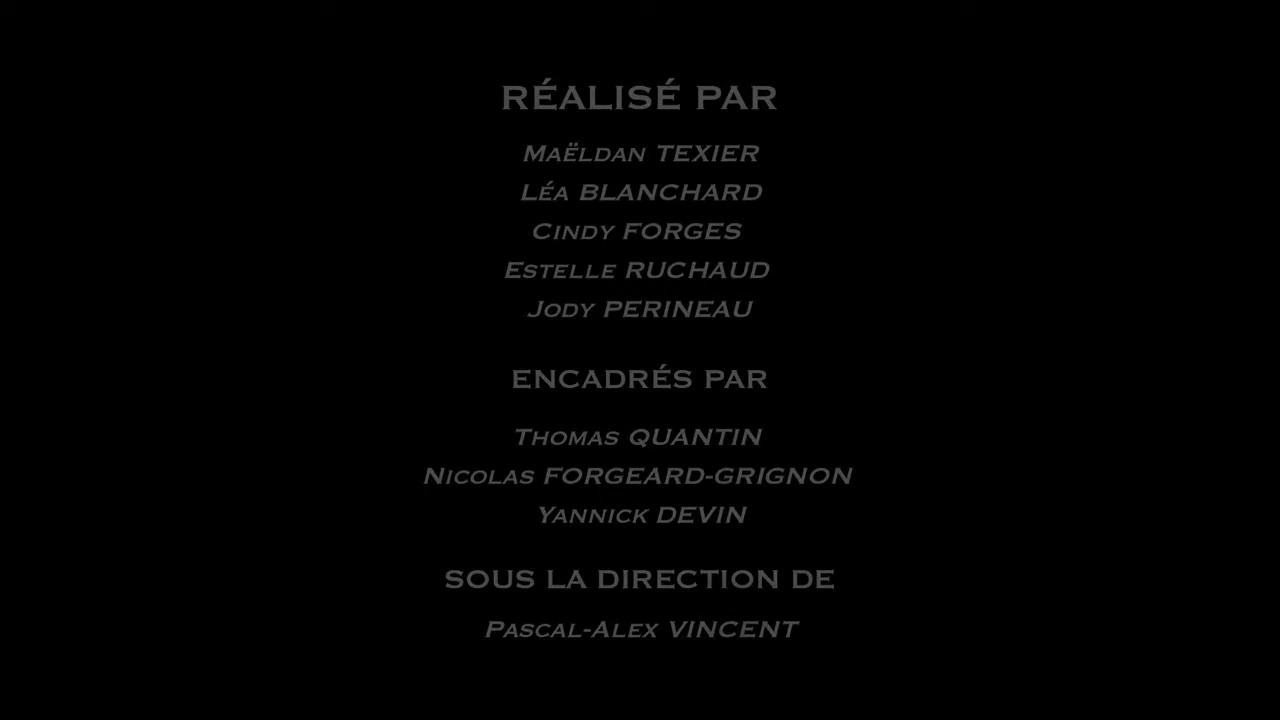 RÉALISÉ PAR
Maëldan TEXIER
Léa BLANCHARD
Cindy FORGES
Estelle RUCHAUD
Jody PERINEAU
ENCADRÉS PAR
Thomas QUANTIN
Nicolas FORGEARD-GRIGNON
Yannick DEVIN
SOUS LA DIRECTION DE
Pascal-Alex VINCENT